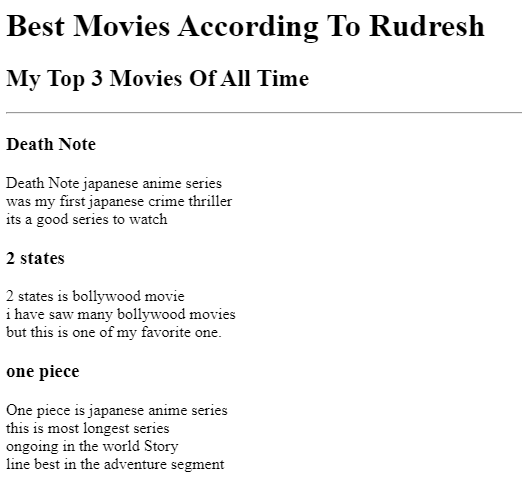 Best Movies According To Rudresh
My Top 3 Movies Of All Time
Death Note
Death Note japanese anime series
was my first japanese crime thriller
its a good series to watch
2 states
2 states is bollywood movie
i have saw many bollywood movies
but this is one of my favorite one.
one piece
One piece is japanese anime series
this is most longest series
ongoing in the world Story
line best in the adventure segment